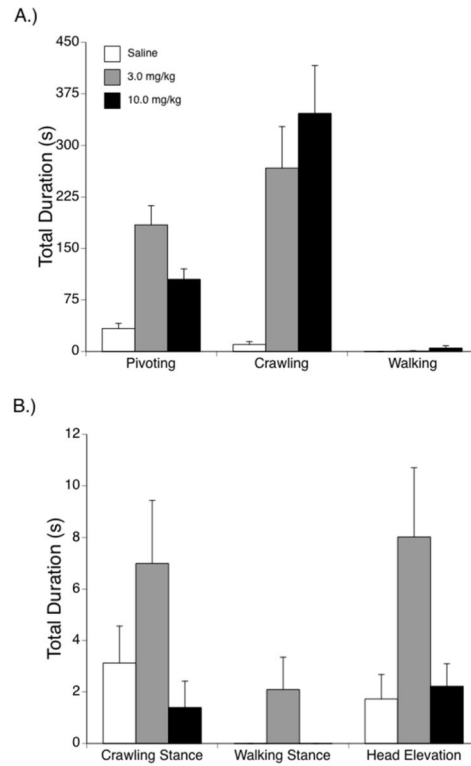 A.)
Total Duration (s)
450
375
300
225
150
75
0
Saline
3.0 mg/kg
10.0 mg/kg
Pivoting Crawling Walking
B.)
Total Duration (s)
12
10
8
6
4
2
0
Crawling Stance Walking Stance Head Elevation